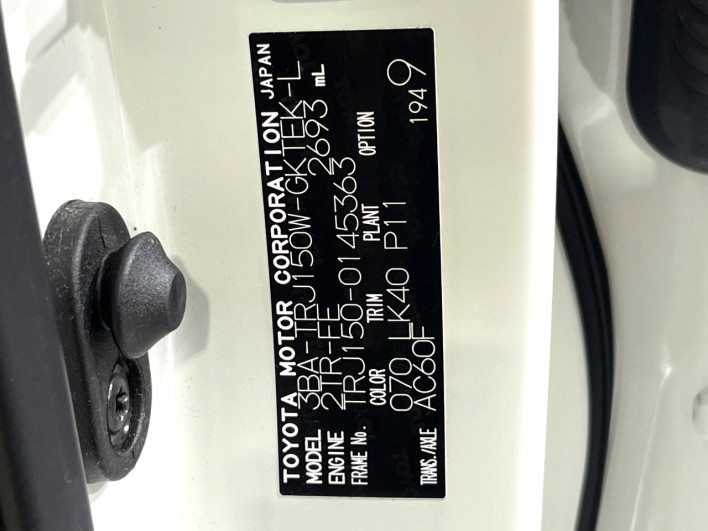 TOYOTA MOTOR CORPORATION JAPAN
MODEL 3BA-TRJ150W-GKTEK-L
ENGINE 2TR-FE 2693 mL
FRAME No. TRJ150-0145363
COLOR TRIM PLANT OPTION
070 LK40 P11
TRANS./AXLE AC60F 1949